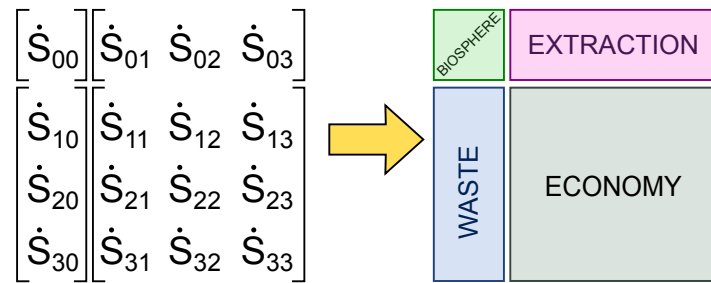 Ṡ00 Ṡ01 Ṡ02 Ṡ03
Ṡ10 Ṡ11 Ṡ12 Ṡ13
Ṡ20 Ṡ21 Ṡ22 Ṡ23
Ṡ30 Ṡ31 Ṡ32 Ṡ33
BIOSPHERE
EXTRACTION
WASTE
ECONOMY